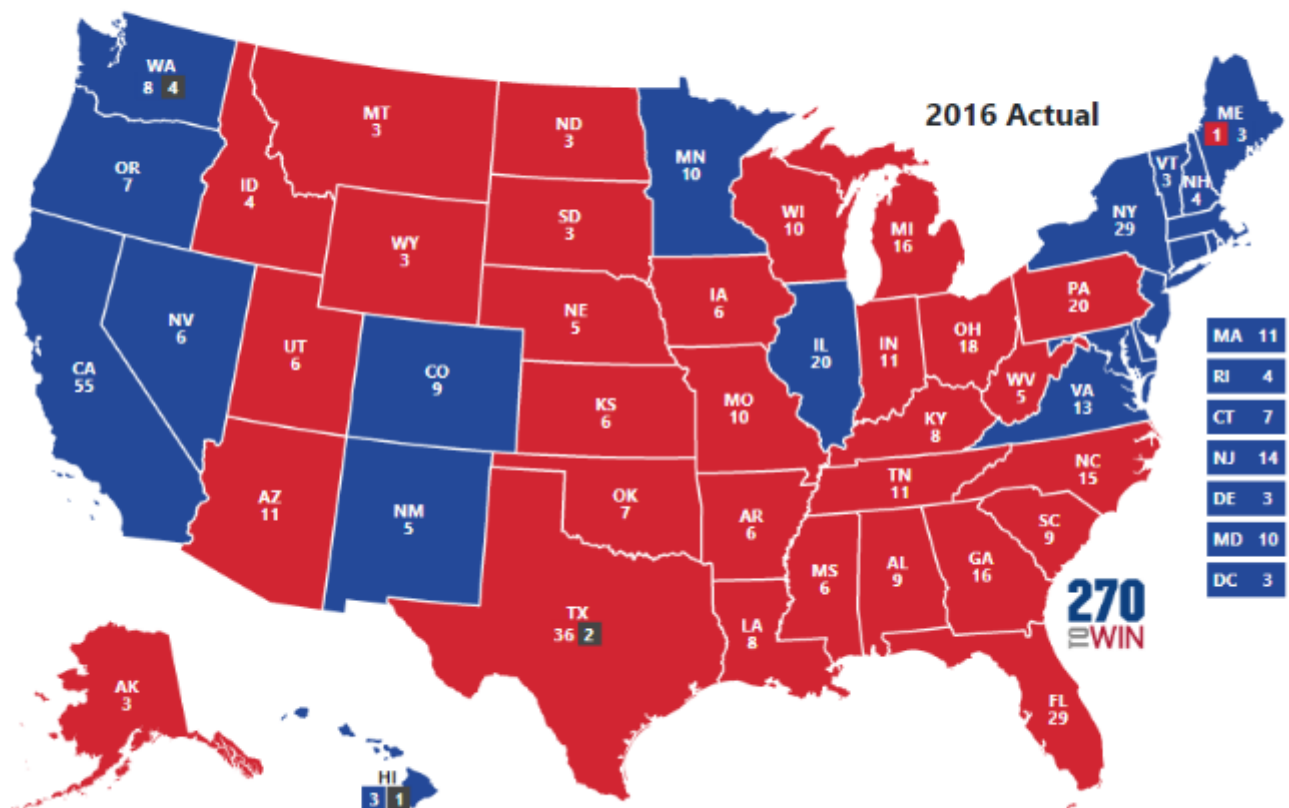 2016 Actual
WA
8 4
OR
7
CA
55
NV
6
ID
4
MT
3
WY
3
UT
6
AZ
11
CO
9
NM
5
ND
3
SD
3
NE
5
KS
6
OK
7
TX
36 2
MN
10
IA
6
MO
10
AR
6
LA
8
WI
10
IL
20
MI
16
IN
11
OH
18
KY
8
TN
11
MS
6
AL
9
GA
16
FL
29
SC
9
NC
15
VA
13
WV
5
PA
20
NY
29
VT
3
NH
4
ME
1 3
MA 11
RI 4
CT 7
NJ 14
DE 3
MD 10
DC 3
AK
3
HI
3 1
270
TO WIN